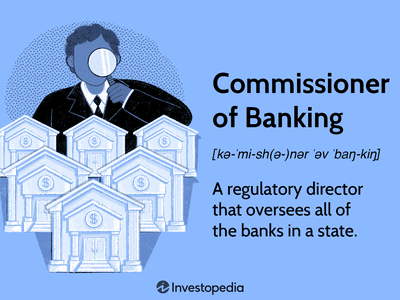 Commissioner
of Banking
[kə-ˈmi-sh(ə-)nər ˈəv ˈbaŋ-kiŋ]
A regulatory director
that oversees all of
the banks in a state.
$ $ $
$ $
$
Investopedia